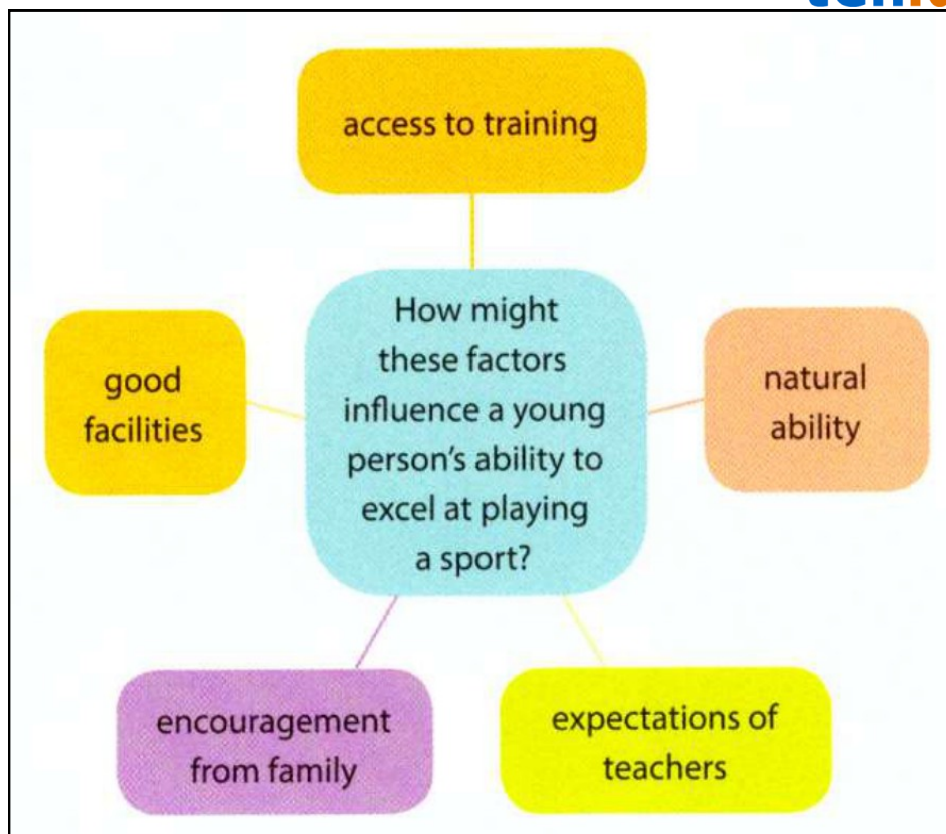 access to training
How might
these factors
influence a young
person's ability to
excel at playing
a sport?
good
facilities
natural
ability
encouragement
from family
expectations of
teachers